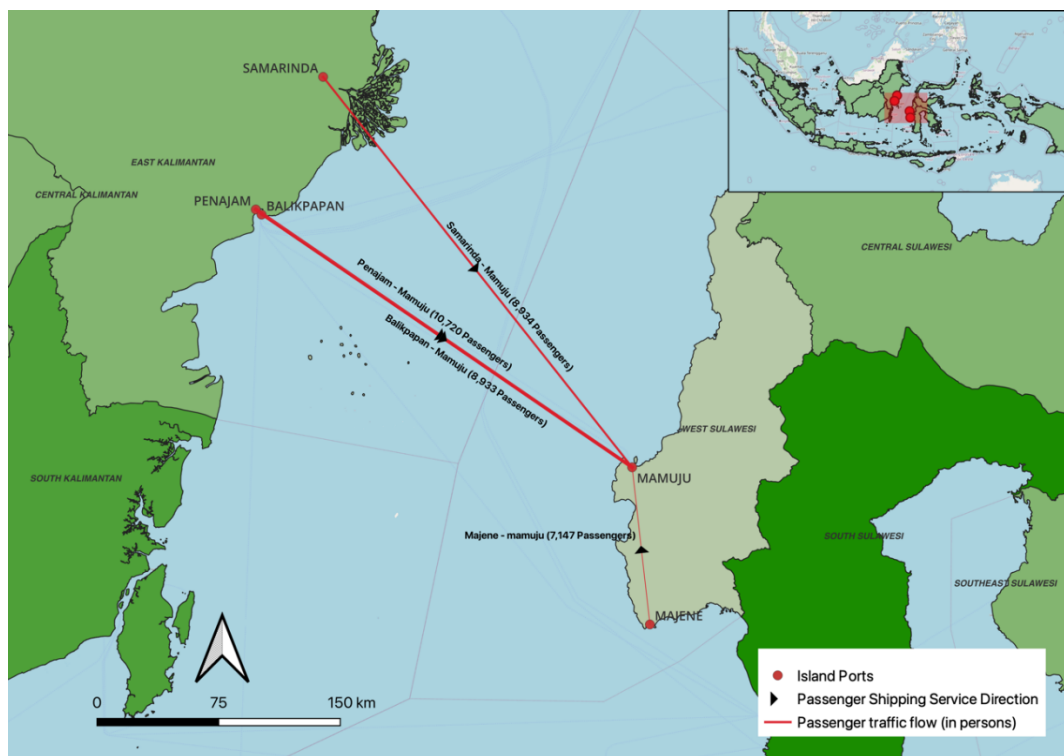 SAMARINDA
EAST KALIMANTAN
CENTRAL KALIMANTAN
PENAJAM
BALIKPAPAN
Samarinda - Mamuju (8,934 Passengers)
Penajam - Mamuju (10,720 Passengers)
Balikpapan - Mamuju (8,933 Passengers)
CENTRAL SULAWESI
WEST SULAWESI
MAMUJU
SOUTH KALIMANTAN
Majene - mamuju (7,147 Passengers)
SOUTH SULAWESI
SOUTHEAST SULAWESI
MAJENE
0 75 150 km
Island Ports
Passenger Shipping Service Direction
Passenger traffic flow (in persons)